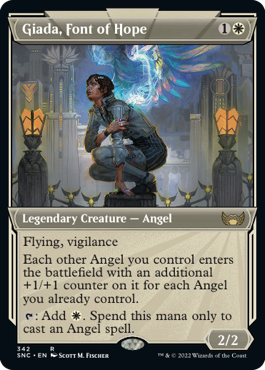 Giada, Font of Hope 1
Legendary Creature — Angel
Flying, vigilance
Each other Angel you control enters
the battlefield with an additional
+1/+1 counter on it for each Angel
you already control.
: Add . Spend this mana only to
cast an Angel spell.
2/2
342 R
SNC • EN SCOTT M. FISCHER ™ & © 2022 Wizards of the Coast